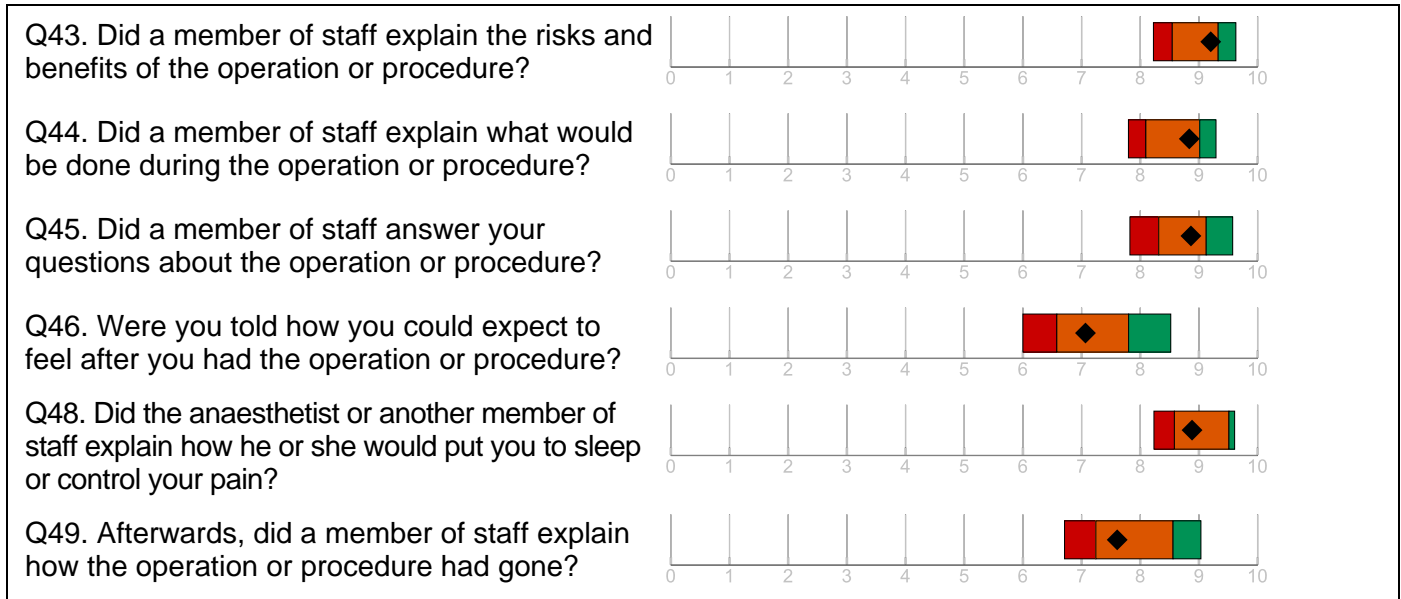 Q43. Did a member of staff explain the risks and
benefits of the operation or procedure?
0 1 2 3 4 5 6 7 8 9 10
Q44. Did a member of staff explain what would
be done during the operation or procedure?
0 1 2 3 4 5 6 7 8 9 10
Q45. Did a member of staff answer your
questions about the operation or procedure?
0 1 2 3 4 5 6 7 8 9 10
Q46. Were you told how you could expect to
feel after you had the operation or procedure?
0 1 2 3 4 5 6 7 8 9 10
Q48. Did the anaesthetist or another member of
staff explain how he or she would put you to sleep
or control your pain?
0 1 2 3 4 5 6 7 8 9 10
Q49. Afterwards, did a member of staff explain
how the operation or procedure had gone?
0 1 2 3 4 5 6 7 8 9 10